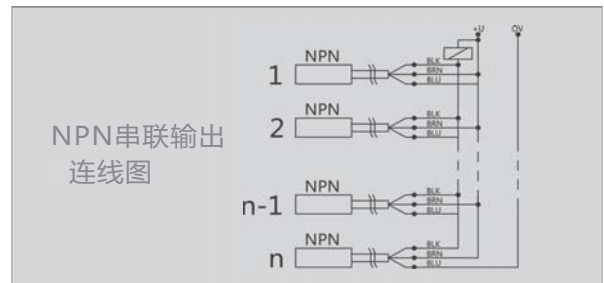 +U 0V
NPN
1
BLK
BRN
BLU
NPN
2
BLK
BRN
BLU
NPN串联输出
连线图
NPN
n-1
BLK
BRN
BLU
NPN
n
BLK
BRN
BLU